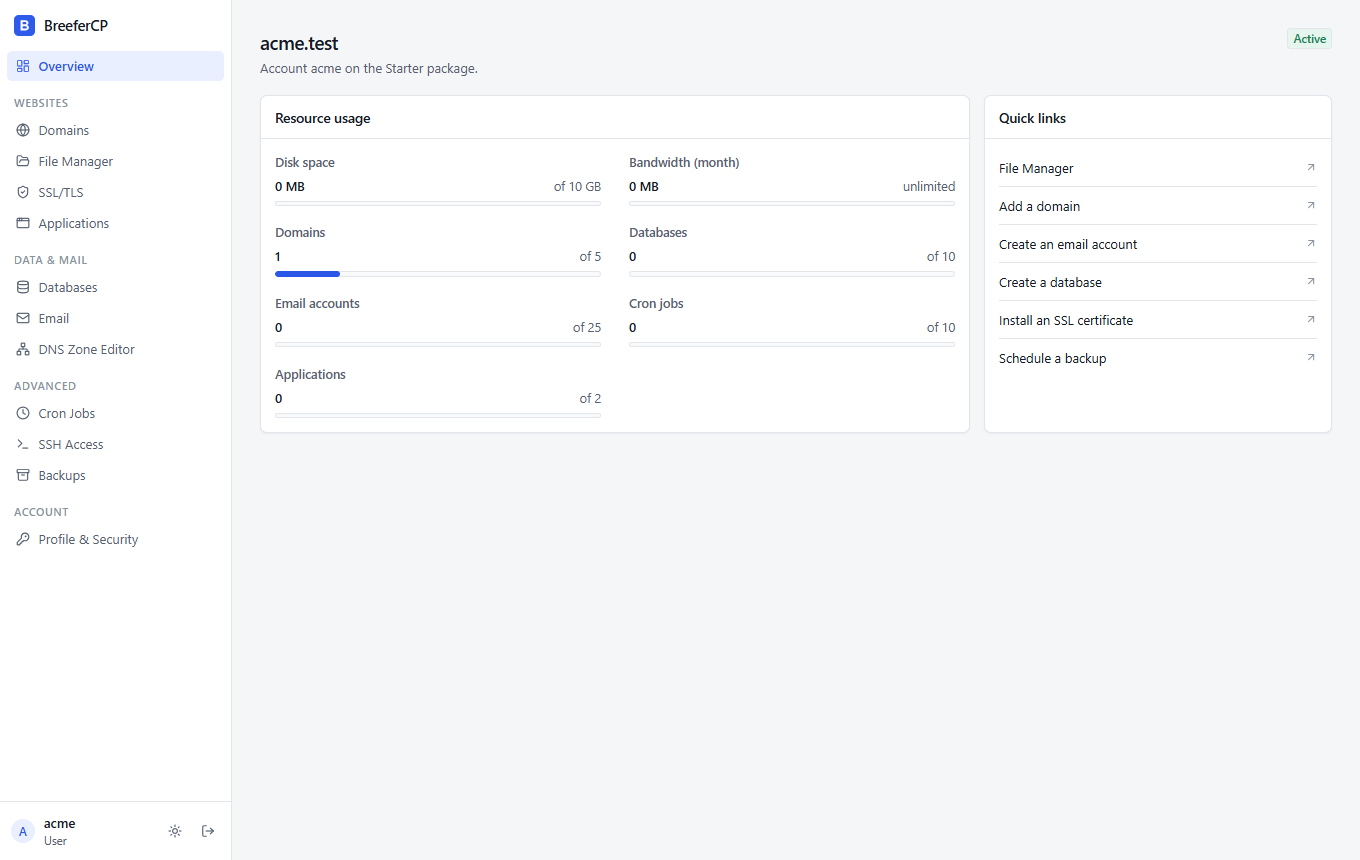 B BreeferCP
Overview
WEBSITES
Domains
File Manager
SSL/TLS
Applications
DATA & MAIL
Databases
Email
DNS Zone Editor
ADVANCED
Cron Jobs
SSH Access
Backups
ACCOUNT
Profile & Security
A acme
User
acme.test
Active
Account acme on the Starter package.
Resource usage
Disk space
0 MB of 10 GB
Bandwidth (month)
0 MB unlimited
Domains
1 of 5
Databases
0 of 10
Email accounts
0 of 25
Cron jobs
0 of 10
Applications
0 of 2
Quick links
File Manager
Add a domain
Create an email account
Create a database
Install an SSL certificate
Schedule a backup